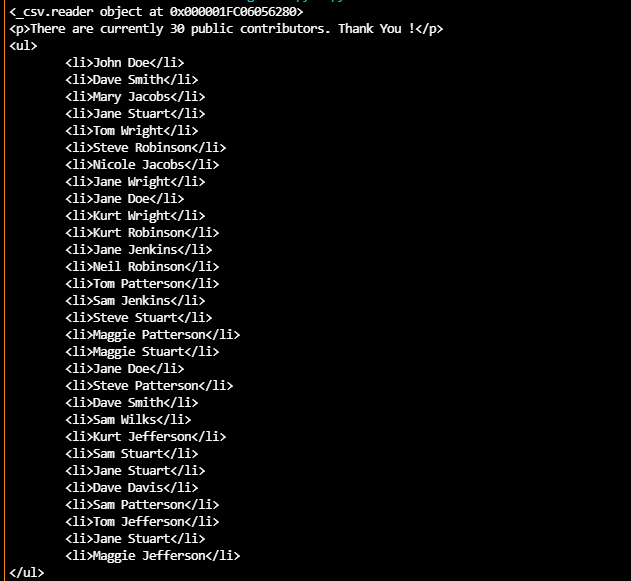 <_csv.reader object at 0x000001FC06056280>
<p>There are currently 30 public contributors. Thank You !</p>
<ul>
<li>John Doe</li>
<li>Dave Smith</li>
<li>Mary Jacobs</li>
<li>Jane Stuart</li>
<li>Tom Wright</li>
<li>Steve Robinson</li>
<li>Nicole Jacobs</li>
<li>Jane Wright</li>
<li>Jane Doe</li>
<li>Kurt Wright</li>
<li>Kurt Robinson</li>
<li>Jane Jenkins</li>
<li>Neil Robinson</li>
<li>Tom Patterson</li>
<li>Sam Jenkins</li>
<li>Steve Stuart</li>
<li>Maggie Patterson</li>
<li>Maggie Stuart</li>
<li>Jane Doe</li>
<li>Steve Patterson</li>
<li>Dave Smith</li>
<li>Sam Wilks</li>
<li>Kurt Jefferson</li>
<li>Sam Stuart</li>
<li>Jane Stuart</li>
<li>Dave Davis</li>
<li>Sam Patterson</li>
<li>Tom Jefferson</li>
<li>Jane Stuart</li>
<li>Maggie Jefferson</li>
</ul>